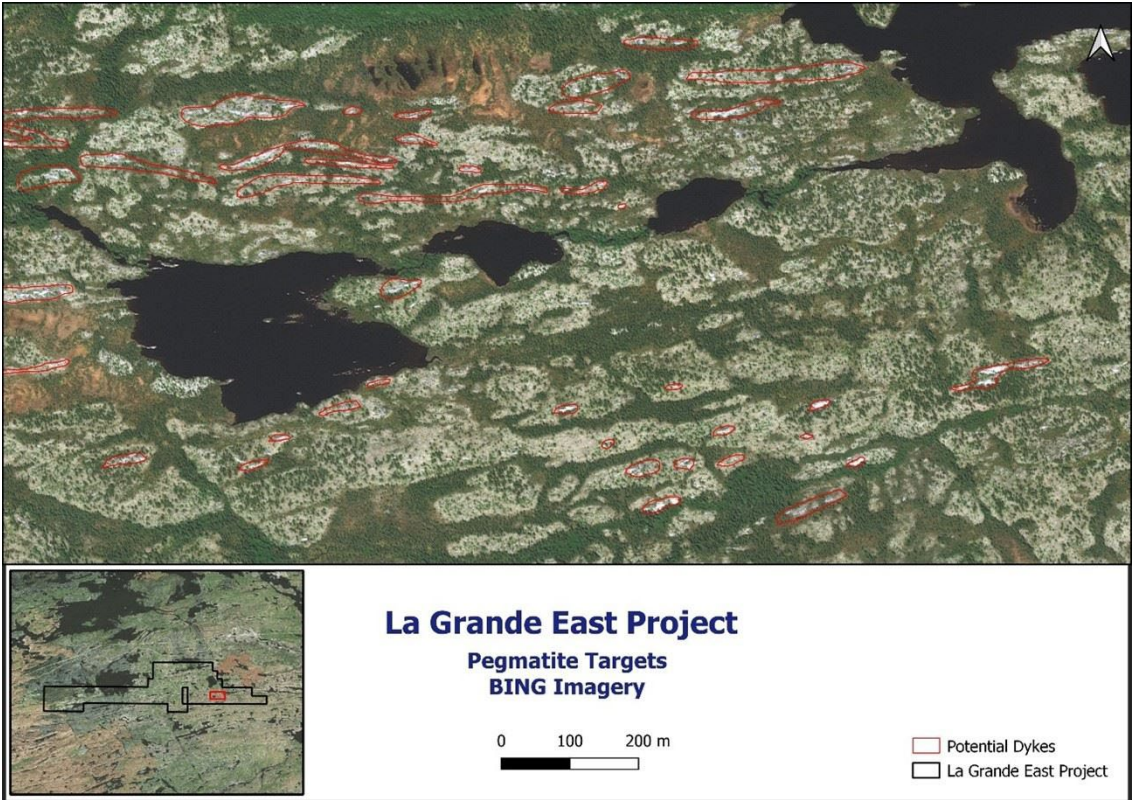 La Grande East Project
Pegmatite Targets
BING Imagery
0 100 200 m
Potential Dykes
La Grande East Project